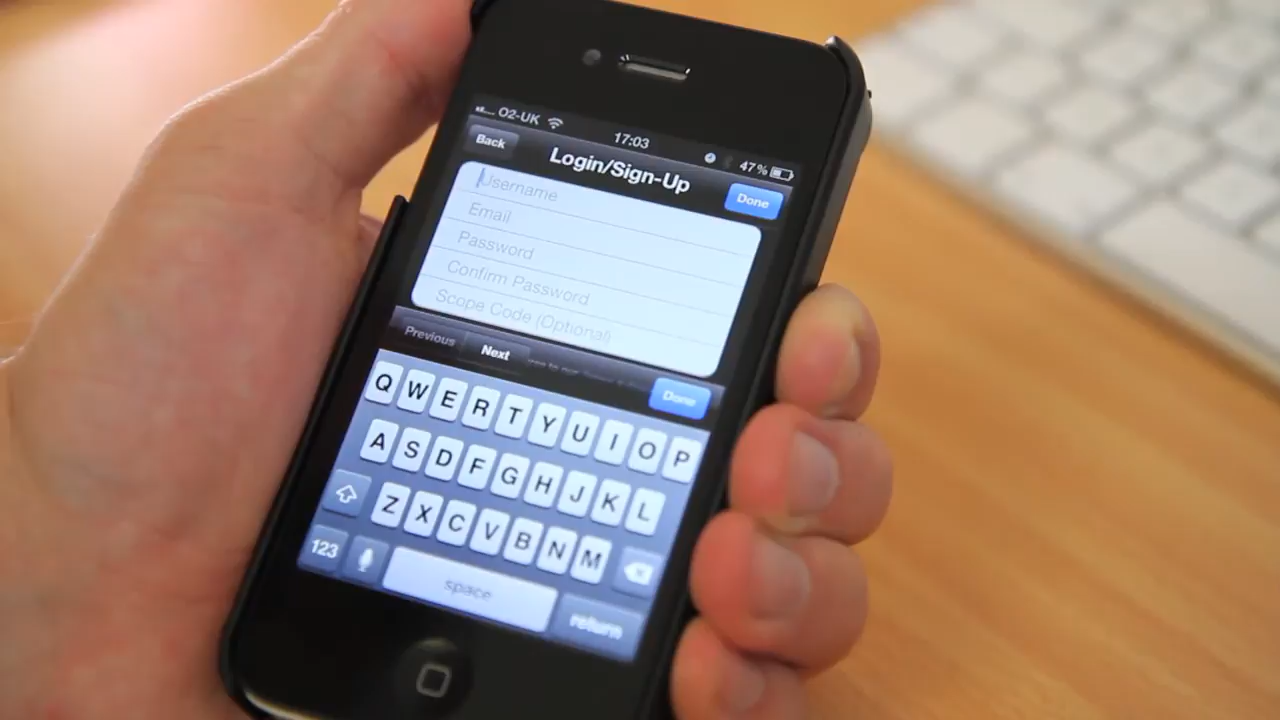 O2-UK 17:03 47%
Back Login/Sign-Up Done
Username
Email
Password
Confirm Password
Scope Code (Optional)
Previous Next Done
Q W E R T Y U I O P
A S D F G H J K L
Z X C V B N M
123 space return